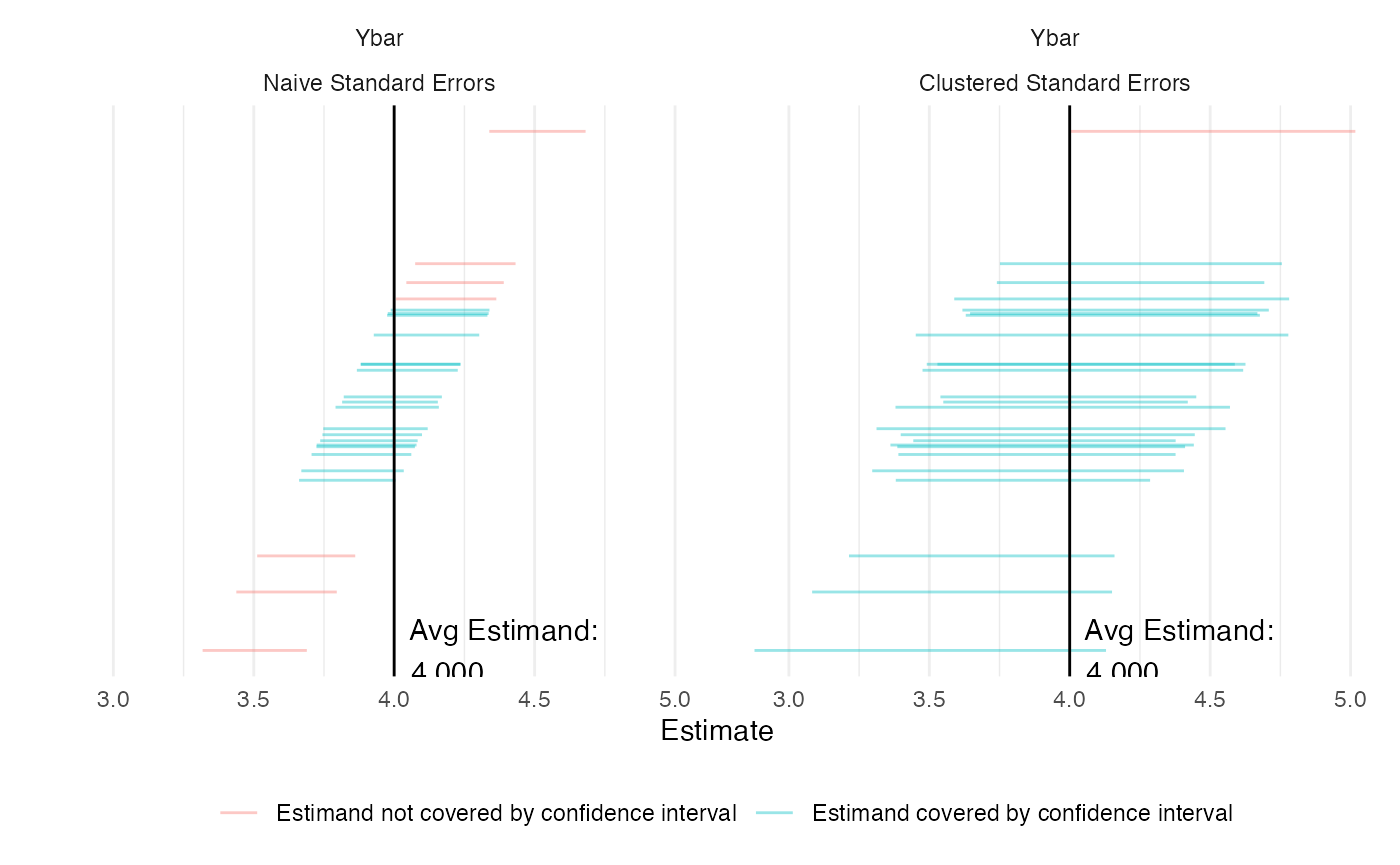 Ybar
Ybar
Naive Standard Errors
Clustered Standard Errors
Avg Estimand:
4.000
Avg Estimand:
4.000
3.0 3.5 4.0 4.5 5.0
3.0 3.5 4.0 4.5 5.0
Estimate
Estimand not covered by confidence interval
Estimand covered by confidence interval